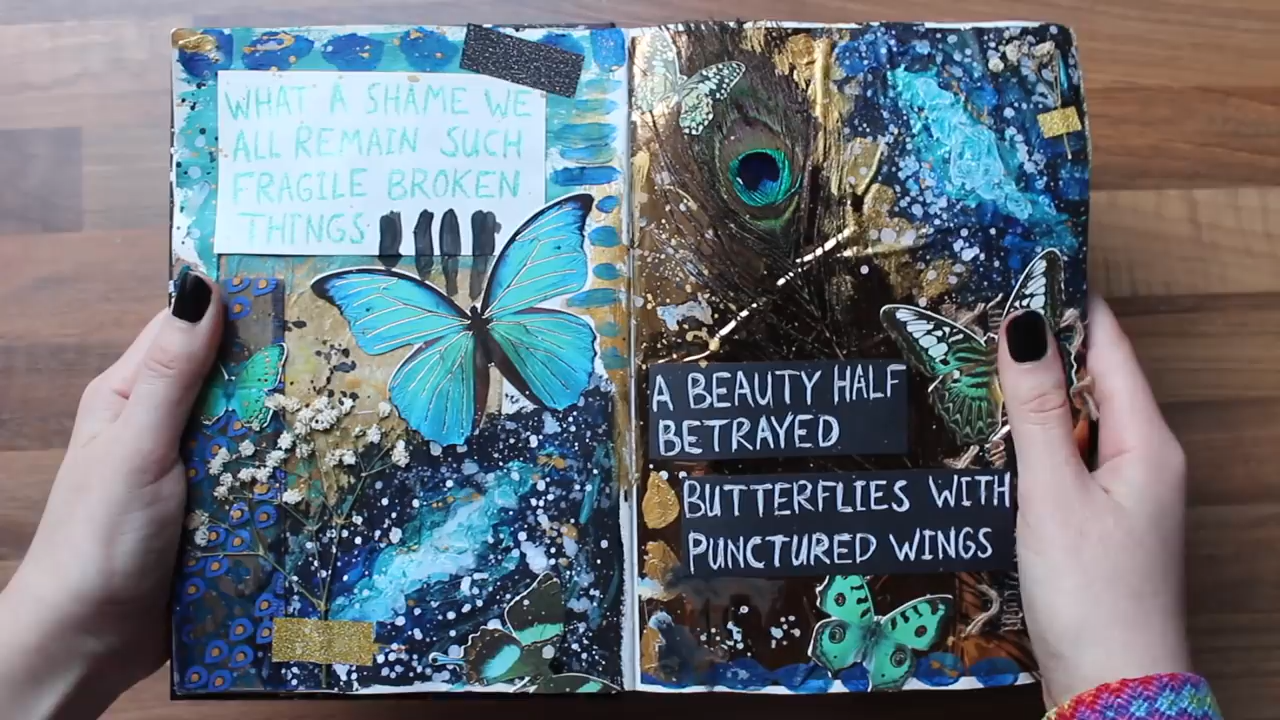 WHAT A SHAME WE
ALL REMAIN SUCH
FRAGILE BROKEN
THINGS
A BEAUTY HALF
BETRAYED
BUTTERFLIES WITH
PUNCTURED WINGS